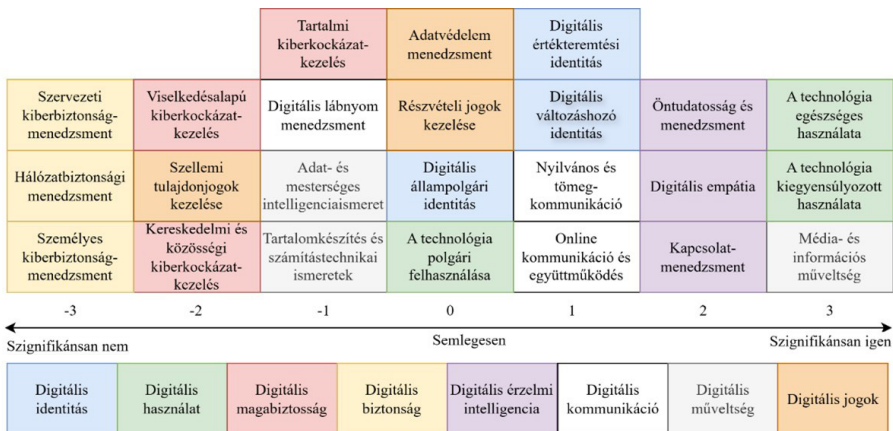 Tartalmi
kiberkockázat-
kezelés
Adatvédelem
menedzsment
Digitális
értékteremtési
identitás
Szervezeti
kiberbiztonság-
menedzsment
Viselkedésalapú
kiberkockázat-
kezelés
Digitális lábnyom
menedzsment
Részvételi jogok
kezelése
Digitális
változáshozó
identitás
Öntudatosság és
menedzsment
A technológia
egészséges
használata
Hálózatbiztonsági
menedzsment
Szellemi
tulajdonjogok
kezelése
Adat- és
mesterséges
intelligenciaismeret
Digitális
állampolgári
identitás
Nyilvános és
tömeg-
kommunikáció
Digitális empátia
A technológia
kiegyensúlyozott
használata
Személyes
kiberbiztonság-
menedzsment
Kereskedelmi és
közösségi
kiberkockázat-
kezelés
Tartalomkészítés és
számítástechnikai
ismeretek
A technológia
polgári
felhasználása
Online
kommunikáció és
együttműködés
Kapcsolat-
menedzsment
Média- és
információs
műveltség
-3 -2 -1 0 1 2 3
Szignifikánsan nem Semlegesen Szignifikánsan igen
Digitális
identitás
Digitális
használat
Digitális
magabiztosság
Digitális
biztonság
Digitális érzelmi
intelligencia
Digitális
kommunikáció
Digitális
műveltség
Digitális jogok